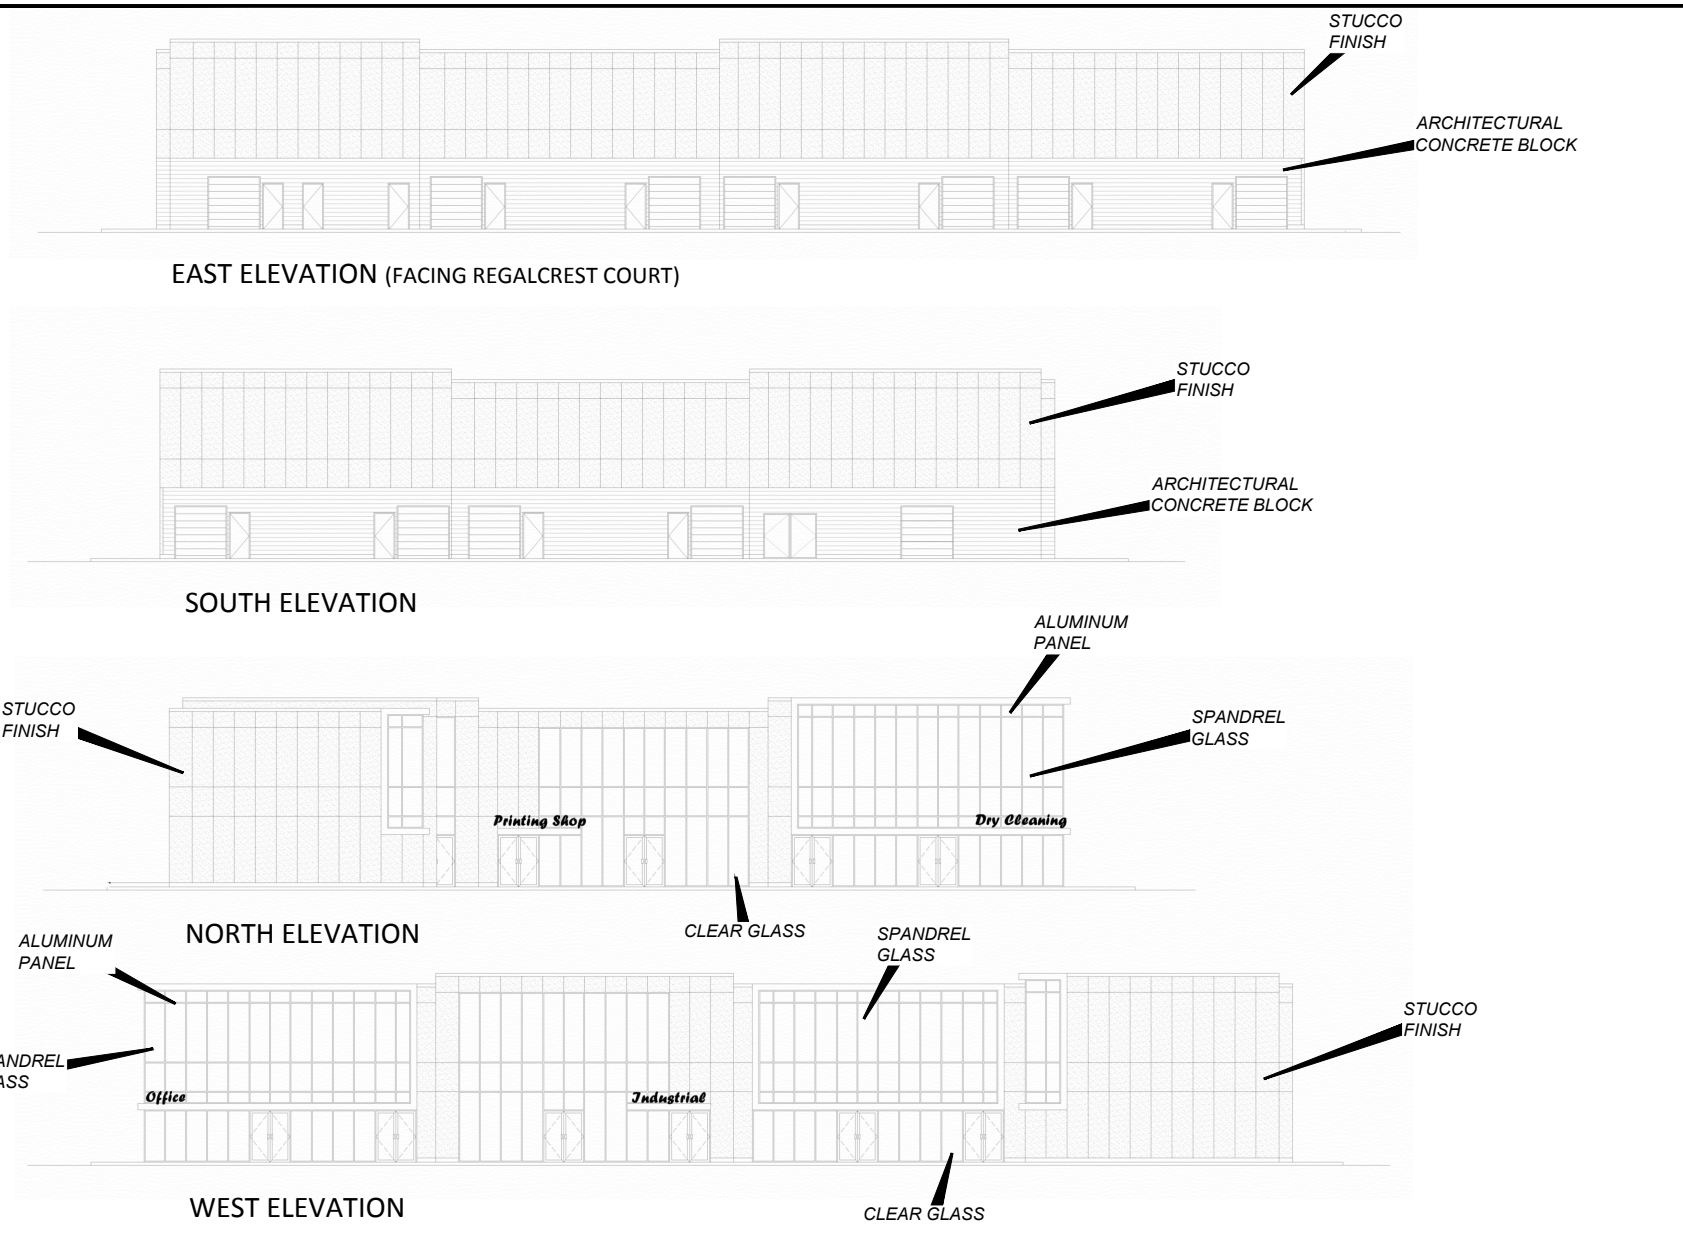 STUCCO
FINISH
ARCHITECTURAL
CONCRETE BLOCK
EAST ELEVATION (FACING REGALCREST COURT)
STUCCO
FINISH
ARCHITECTURAL
CONCRETE BLOCK
SOUTH ELEVATION
ALUMINUM
PANEL
STUCCO
FINISH
SPANDREL
GLASS
Printing Shop
Dry Cleaning
NORTH ELEVATION
CLEAR GLASS
ALUMINUM
PANEL
SPANDREL
GLASS
STUCCO
FINISH
ANDREL
ASS
Office
Industrial
WEST ELEVATION
CLEAR GLASS